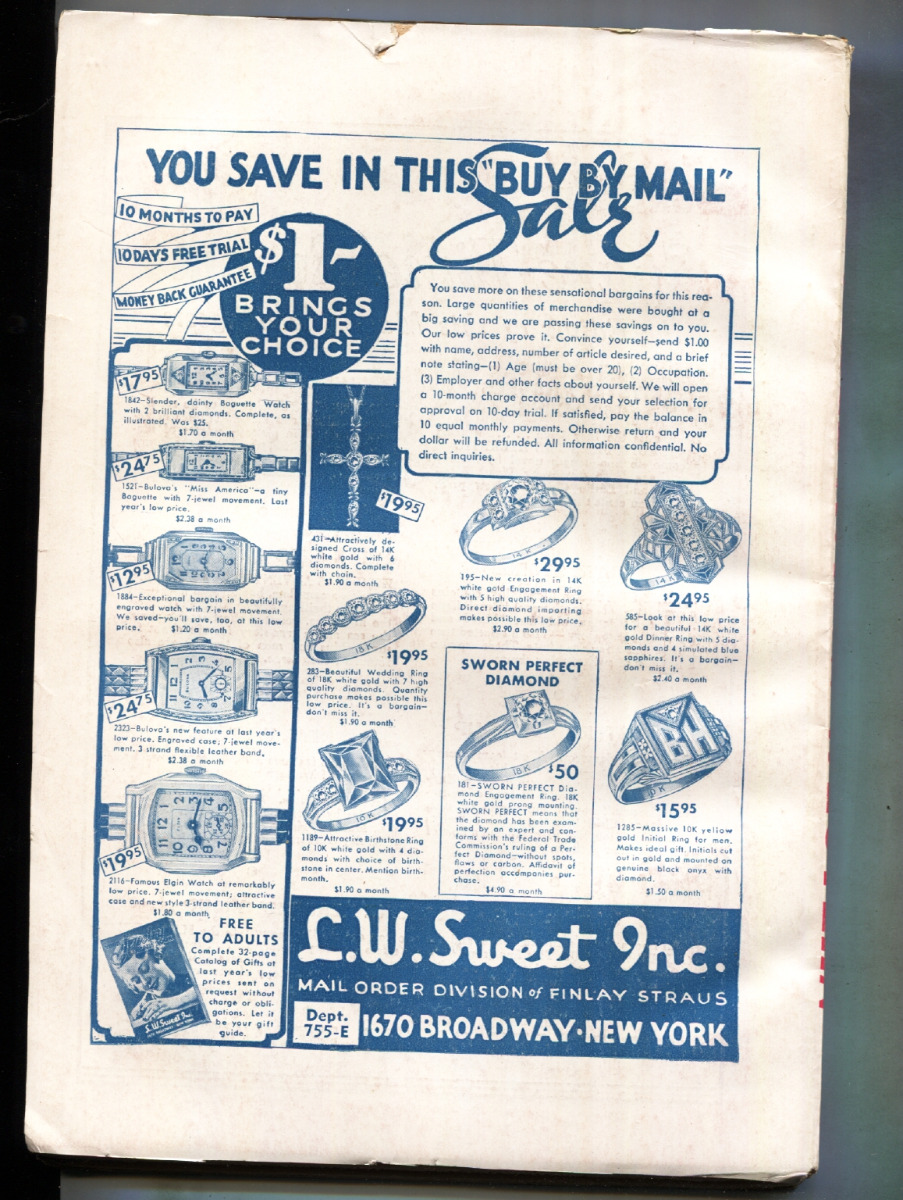 YOU SAVE IN THIS "BUY BY MAIL"
Sale
10 MONTHS TO PAY
10 DAYS FREE TRIAL
MONEY BACK GUARANTEE
$1-
BRINGS
YOUR
CHOICE
You save more on these sensational bargains for this rea-
son. Large quantities of merchandise were bought at a
big saving and we are passing these savings on to you.
Our low prices prove it. Convince yourself—send $1.00
with name, address, number of article desired, and a brief
note stating—(1) Age (must be over 20), (2) Occupation.
(3) Employer and other facts about yourself. We will open
a 10-month charge account and send your selection for
approval on 10-day trial. If satisfied, pay the balance in
10 equal monthly payments. Otherwise return and your
dollar will be refunded. All information confidential. No
direct inquiries.
$17.95
1842—Slender, dainty Baguette Watch
with 2 brilliant diamonds. Complete, as
illustrated. Was $25.
$1.70 a month
$24.75
1521—Bulova's "Miss America"—a tiny
Baguette with 7-jewel movement. Last
year's low price.
$2.38 a month
$12.95
1884—Exceptional bargain in beautifully
engraved watch with 7-jewel movement.
We saved—you'll save, too, at this low
price.
$1.20 a month
$24.75
2323—Bulova's new feature at last year's
low price. Engraved case; 7-jewel move-
ment. 3 strand flexible leather band.
$2.38 a month
$19.95
2116—Famous Elgin Watch at remarkably
low price. 7-jewel movement; attractive
case and new style 3-strand leather band.
$1.80 a month
FREE
TO ADULTS
Complete 32-page
Catalog of Gifts at
last year's low
prices sent on
request without
charge or obli-
gations. Let it
be your gift
guide.
L.W. Sweet Inc.
$19.95
431—Attractively de-
signed Cross of 14K
white gold with 6
diamonds. Complete
with chain.
$1.90 a month
18K
$19.95
283—Beautiful Wedding Ring
of 18K white gold with 7 high
quality diamonds. Quantity
purchase makes possible this
low price. It's a bargain—
don't miss it.
$1.90 a month
10K
$19.95
1189—Attractive Birthstone Ring
of 10K white gold with 4 dia-
monds with choice of birth-
stone in center. Mention birth-
month.
$1.90 a month
14K
$29.95
195—New creation in 14K
white gold Engagement Ring
with 5 high quality diamonds.
Direct diamond importing
makes possible this low price.
$2.90 a month
SWORN PERFECT
DIAMOND
18K
$50
181—SWORN PERFECT Dia-
mond Engagement Ring. 18K
white gold prong mounting.
SWORN PERFECT means that
the diamond has been exam-
ined by an expert and con-
forms with the Federal Trade
Commission's ruling of a Per-
fect Diamond—without spots,
flaws or carbon. Affidavit of
perfection accompanies pur-
chase.
$4.90 a month
14K
$24.95
585—Look at this low price
for a beautiful 14K white
gold Dinner Ring with 5 dia-
monds and 4 simulated blue
sapphires. It's a bargain—
don't miss it.
$2.40 a month
BH
10K
$15.95
1285—Massive 10K yellow
gold Initial Ring for men.
Makes ideal gift. Initials cut
out in gold and mounted on
genuine black onyx with
diamond.
$1.50 a month
L.W. Sweet Inc.
MAIL ORDER DIVISION of FINLAY STRAUS
Dept.
755-E
1670 BROADWAY·NEW YORK